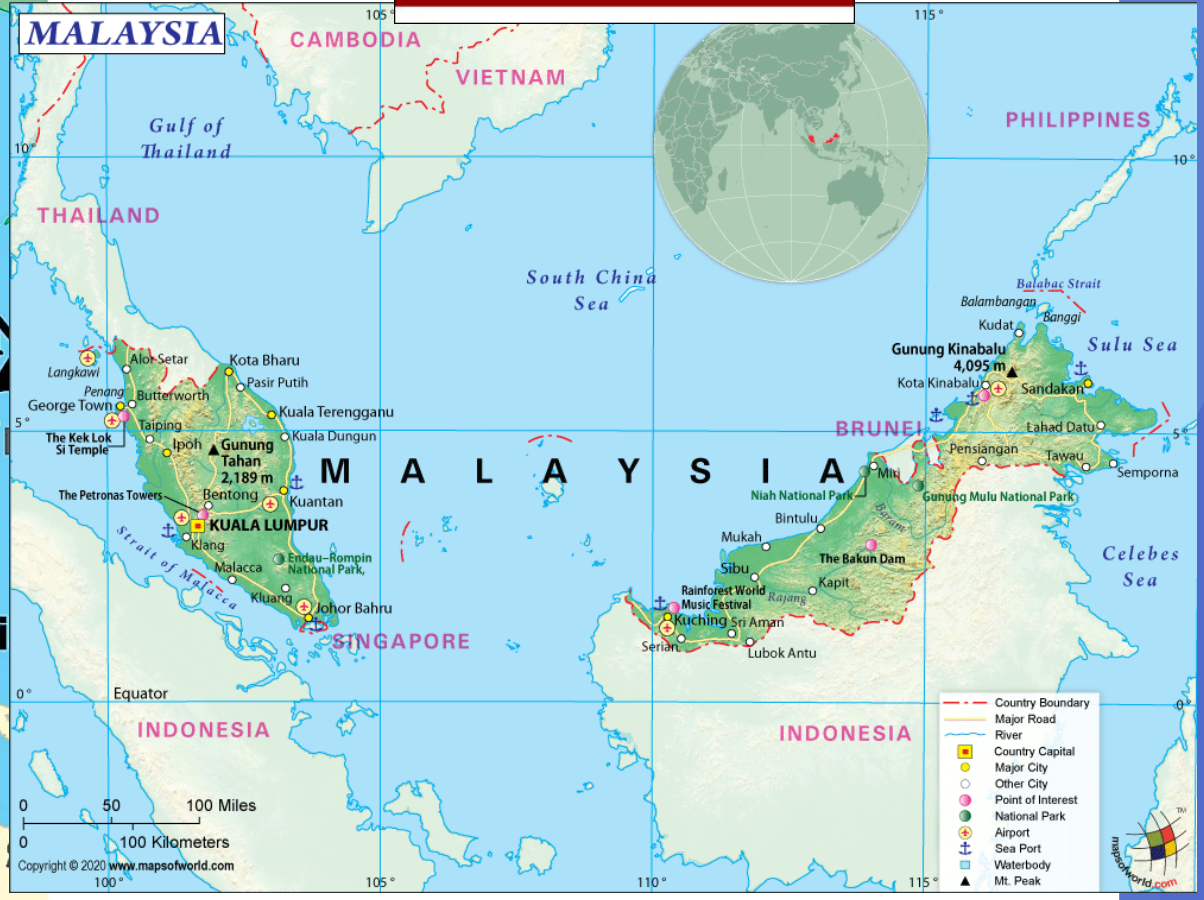 MALAYSIA
105°
115°
CAMBODIA
VIETNAM
PHILIPPINES
Gulf of
Thailand
10°
10°
THAILAND
South China
Sea
Balabac Strait
Balambangan
Banggi
Kudat
Sulu Sea
Gunung Kinabalu
4,095 m
Kota Kinabalu
Sandakan
Lahad Datu
BRUNEI
5°
Pensiangan
Tawau
Semporna
Langkawi
Alor Setar
Kota Bharu
Pasir Putih
Penang
Butterworth
George Town
Kuala Terengganu
5°
Taiping
The Kek Lok
Si Temple
Ipoh
Gunung
Tahan
2,189 m
Kuala Dungun
MALAYSIA
Miri
Niah National Park
Gunung Mulu National Park
The Petronas Towers
Bentong
Kuantan
Baram
KUALA LUMPUR
Bintulu
Klang
Mukah
The Bakun Dam
Celebes
Sea
Strait of Malacca
Malacca
Endau-Rompin
National Park,
Sibu
Kapit
Kluang
Rainforest World
Music Festival
Rajang
Johor Bahru
Kuching
Sri Aman
SINGAPORE
Serian
Lubok Antu
0°
Equator
0°
INDONESIA
INDONESIA
Country Boundary
Major Road
River
Country Capital
Major City
Other City
Point of Interest
National Park
Airport
Sea Port
Waterbody
Mt. Peak
0 50 100 Miles
0 100 Kilometers
Copyright © 2020 www.mapsofworld.com
100°
105°
110°
115°
TM
mapsofworld.com